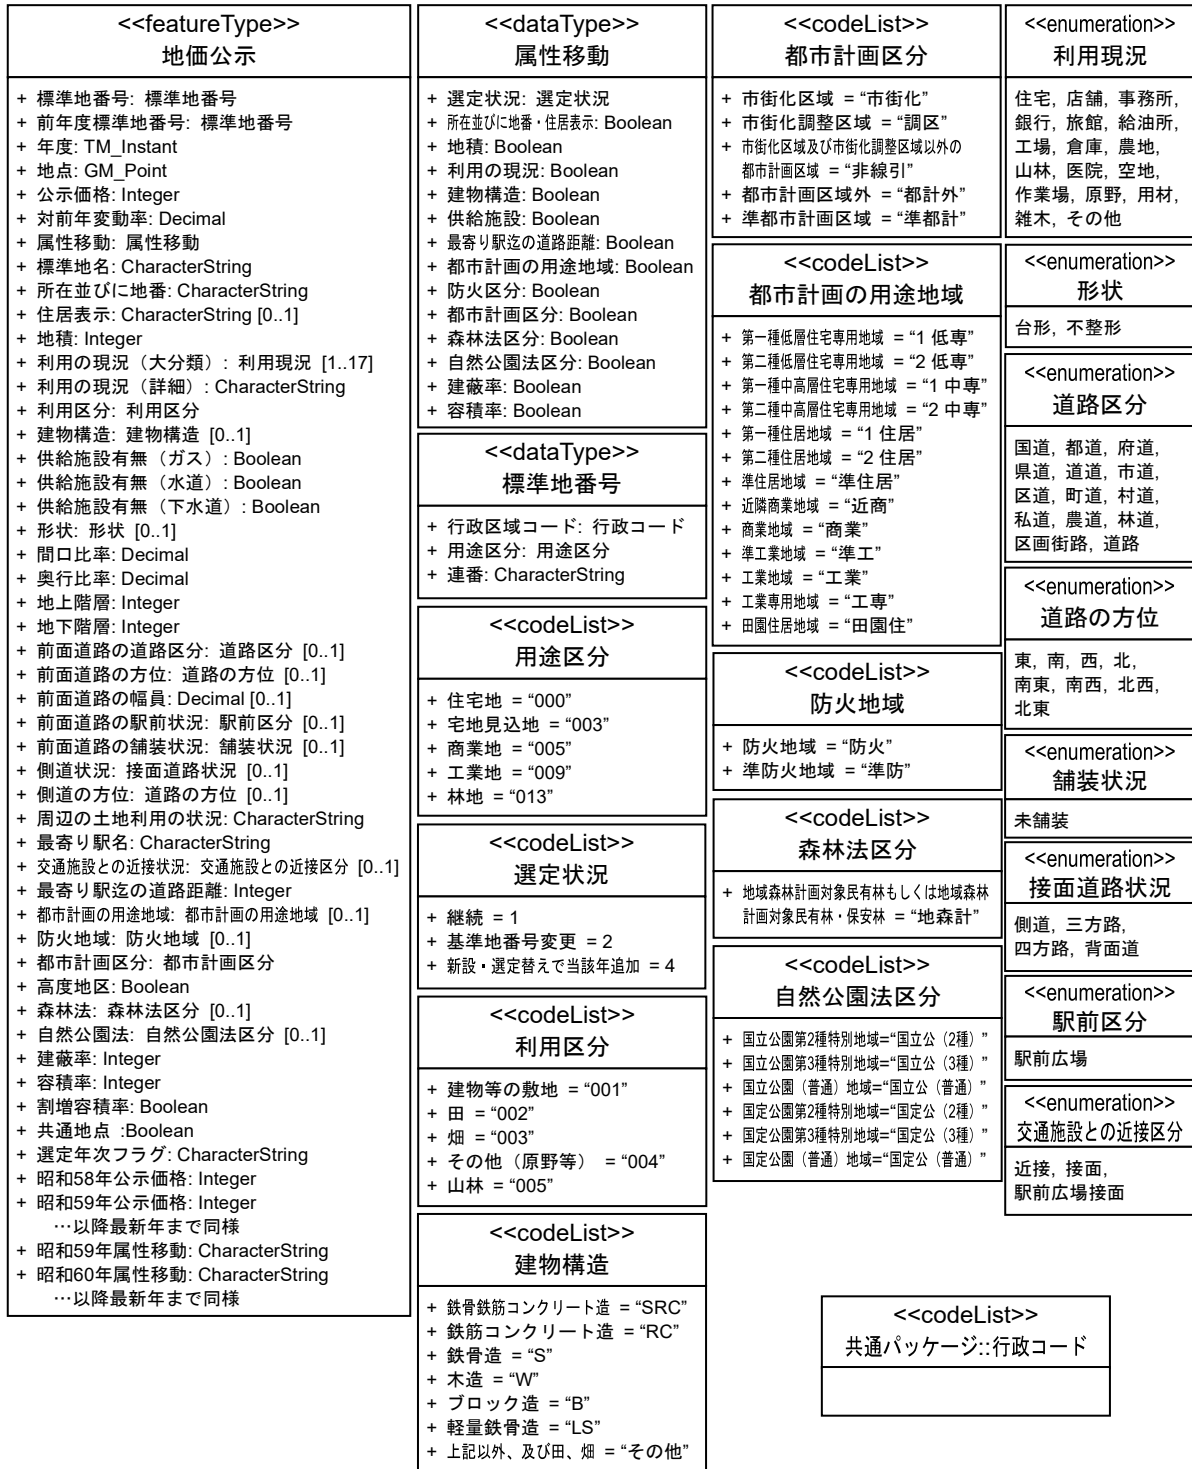 <<featureType>>
地価公示
+ 標準地番号: 標準地番号
+ 前年度標準地番号: 標準地番号
+ 年度: TM_Instant
+ 地点: GM_Point
+ 公示価格: Integer
+ 対前年変動率: Decimal
+ 属性移動: 属性移動
+ 標準地名: CharacterString
+ 所在並びに地番: CharacterString
+ 住居表示: CharacterString [0..1]
+ 地積: Integer
+ 利用の現況（大分類）: 利用現況 [1..17]
+ 利用の現況（詳細）: CharacterString
+ 利用区分: 利用区分
+ 建物構造: 建物構造 [0..1]
+ 供給施設有無（ガス）: Boolean
+ 供給施設有無（水道）: Boolean
+ 供給施設有無（下水道）: Boolean
+ 形状: 形状 [0..1]
+ 間口比率: Decimal
+ 奥行比率: Decimal
+ 地上階層: Integer
+ 地下階層: Integer
+ 前面道路の道路区分: 道路区分 [0..1]
+ 前面道路の方位: 道路の方位 [0..1]
+ 前面道路の幅員: Decimal [0..1]
+ 前面道路の駅前状況: 駅前区分 [0..1]
+ 前面道路の舗装状況: 舗装状況 [0..1]
+ 側道状況: 接面道路状況 [0..1]
+ 側道の方位: 道路の方位 [0..1]
+ 周辺の土地利用の状況: CharacterString
+ 最寄り駅名: CharacterString
+ 交通施設との近接状況: 交通施設との近接区分 [0..1]
+ 最寄り駅迄の道路距離: Integer
+ 都市計画の用途地域: 都市計画の用途地域 [0..1]
+ 防火地域: 防火地域 [0..1]
+ 都市計画区分: 都市計画区分
+ 高度地区: Boolean
+ 森林法: 森林法区分 [0..1]
+ 自然公園法: 自然公園法区分 [0..1]
+ 建蔽率: Integer
+ 容積率: Integer
+ 割増容積率: Boolean
+ 共通地点 :Boolean
+ 選定年次フラグ: CharacterString
+ 昭和58年公示価格: Integer
+ 昭和59年公示価格: Integer
…以降最新年まで同様
+ 昭和59年属性移動: CharacterString
+ 昭和60年属性移動: CharacterString
…以降最新年まで同様
<<dataType>>
属性移動
+ 選定状況: 選定状況
+ 所在並びに地番・住居表示: Boolean
+ 地積: Boolean
+ 利用の現況: Boolean
+ 建物構造: Boolean
+ 供給施設: Boolean
+ 最寄り駅迄の道路距離: Boolean
+ 都市計画の用途地域: Boolean
+ 防火区分: Boolean
+ 都市計画区分: Boolean
+ 森林法区分: Boolean
+ 自然公園法区分: Boolean
+ 建蔽率: Boolean
+ 容積率: Boolean
<<dataType>>
標準地番号
+ 行政区域コード: 行政コード
+ 用途区分: 用途区分
+ 連番: CharacterString
<<codeList>>
用途区分
+ 住宅地 = “000”
+ 宅地見込地 = “003”
+ 商業地 = “005”
+ 工業地 = “009”
+ 林地 = “013”
<<codeList>>
選定状況
+ 継続 = 1
+ 基準地番号変更 = 2
+ 新設・選定替えで当該年追加 = 4
<<codeList>>
利用区分
+ 建物等の敷地 = “001”
+ 田 = “002”
+ 畑 = “003”
+ その他（原野等） = “004”
+ 山林 = “005”
<<codeList>>
建物構造
+ 鉄骨鉄筋コンクリート造 = “SRC”
+ 鉄筋コンクリート造 = “RC”
+ 鉄骨造 = “S”
+ 木造 = “W”
+ ブロック造 = “B”
+ 軽量鉄骨造 = “LS”
+ 上記以外、及び田、畑 = “その他”
<<codeList>>
都市計画区分
+ 市街化区域 = “市街化”
+ 市街化調整区域 = “調区”
+ 市街化区域及び市街化調整区域以外の
都市計画区域 = “非線引”
+ 都市計画区域外 = “都計外”
+ 準都市計画区域 = “準都計”
<<codeList>>
都市計画の用途地域
+ 第一種低層住宅専用地域 = “1 低専”
+ 第二種低層住宅専用地域 = “2 低専”
+ 第一種中高層住宅専用地域 = “1 中専”
+ 第二種中高層住宅専用地域 = “2 中専”
+ 第一種住居地域 = “1 住居”
+ 第二種住居地域 = “2 住居”
+ 準住居地域 = “準住居”
+ 近隣商業地域 = “近商”
+ 商業地域 = “商業”
+ 準工業地域 = “準工”
+ 工業地域 = “工業”
+ 工業専用地域 = “工専”
+ 田園住居地域 = “田園住”
<<codeList>>
防火地域
+ 防火地域 = “防火”
+ 準防火地域 = “準防”
<<codeList>>
森林法区分
+ 地域森林計画対象民有林もしくは地域森林
計画対象民有林・保安林 = “地森計”
<<codeList>>
自然公園法区分
+ 国立公園第2種特別地域=“国立公（2種）”
+ 国立公園第3種特別地域=“国立公（3種）”
+ 国立公園（普通）地域=“国立公（普通）”
+ 国定公園第2種特別地域=“国定公（2種）”
+ 国定公園第3種特別地域=“国定公（3種）”
+ 国定公園（普通）地域=“国定公（普通）”
<<enumeration>>
利用現況
住宅, 店舗, 事務所,
銀行, 旅館, 給油所,
工場, 倉庫, 農地,
山林, 医院, 空地,
作業場, 原野, 用材,
雑木, その他
<<enumeration>>
形状
台形, 不整形
<<enumeration>>
道路区分
国道, 都道, 府道,
県道, 道道, 市道,
区道, 町道, 村道,
私道, 農道, 林道,
区画街路, 道路
<<enumeration>>
道路の方位
東, 南, 西, 北,
南東, 南西, 北西,
北東
<<enumeration>>
舗装状況
未舗装
<<enumeration>>
接面道路状況
側道, 三方路,
四方路, 背面道
<<enumeration>>
駅前区分
駅前広場
<<enumeration>>
交通施設との近接区分
近接, 接面,
駅前広場接面
<<codeList>>
共通パッケージ::行政コード